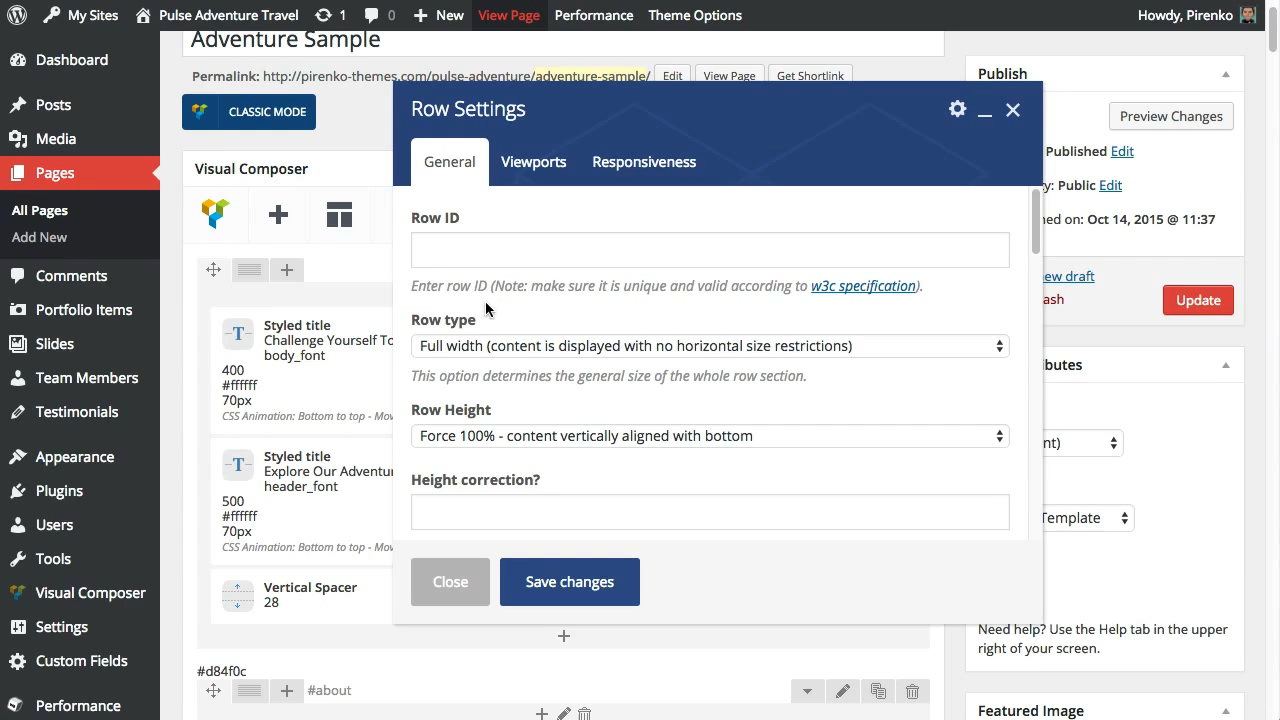 My Sites
Pulse Adventure Travel
1
0
New
View Page
Performance
Theme Options
Howdy, Pirenko
Dashboard
Posts
Media
Pages
All Pages
Add New
Comments
Portfolio Items
Slides
Team Members
Testimonials
Appearance
Plugins
Users
Tools
Visual Composer
Settings
Custom Fields
Performance
Adventure Sample
Permalink: http://pirenko-themes.com/pulse-adventure/adventure-sample/
Edit
View Page
Get Shortlink
CLASSIC MODE
Visual Composer
Styled title
Challenge Yourself To
body_font
400
#ffffff
70px
CSS Animation: Bottom to top - Mov
Styled title
Explore Our Adventu
header_font
500
#ffffff
70px
CSS Animation: Bottom to top - Mov
Vertical Spacer
28
#d84f0c
#about
Row Settings
General
Viewports
Responsiveness
Row ID
Enter row ID (Note: make sure it is unique and valid according to w3c specification).
Row type
Full width (content is displayed with no horizontal size restrictions)
This option determines the general size of the whole row section.
Row Height
Force 100% - content vertically aligned with bottom
Height correction?
Close
Save changes
Publish
Preview Changes
Published Edit
y: Public Edit
ed on: Oct 14, 2015 @ 11:37
ew draft
ash
Update
ibutes
nt)
Template
Need help? Use the Help tab in the upper
right of your screen.
Featured Image